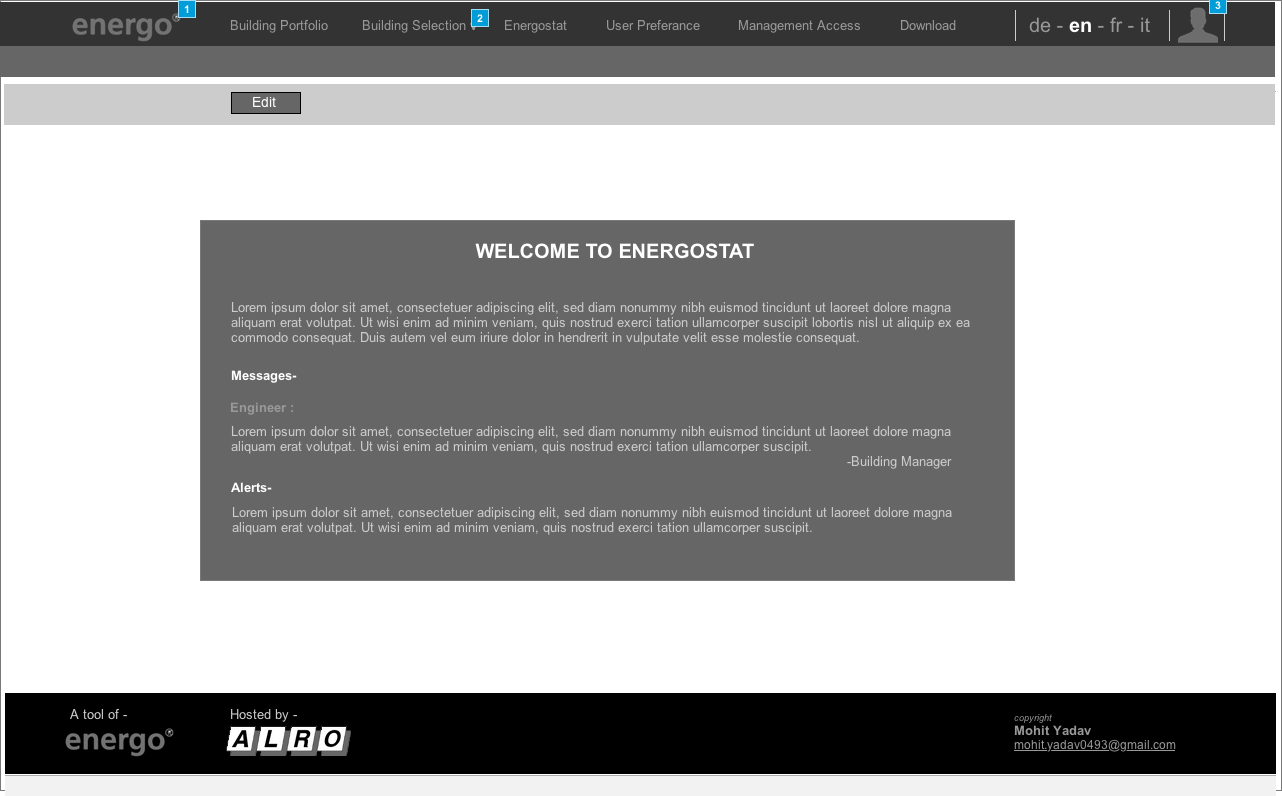 energo®
1
Building Portfolio
Building Selection
2
Energostat
User Preferance
Management Access
Download
de - en - fr - it
3
Edit
WELCOME TO ENERGOSTAT
Lorem ipsum dolor sit amet, consectetuer adipiscing elit, sed diam nonummy nibh euismod tincidunt ut laoreet dolore magna
aliquam erat volutpat. Ut wisi enim ad minim veniam, quis nostrud exerci tation ullamcorper suscipit lobortis nisl ut aliquip ex ea
commodo consequat. Duis autem vel eum iriure dolor in hendrerit in vulputate velit esse molestie consequat.
Messages-
Engineer :
Lorem ipsum dolor sit amet, consectetuer adipiscing elit, sed diam nonummy nibh euismod tincidunt ut laoreet dolore magna
aliquam erat volutpat. Ut wisi enim ad minim veniam, quis nostrud exerci tation ullamcorper suscipit.
-Building Manager
Alerts-
Lorem ipsum dolor sit amet, consectetuer adipiscing elit, sed diam nonummy nibh euismod tincidunt ut laoreet dolore magna
aliquam erat volutpat. Ut wisi enim ad minim veniam, quis nostrud exerci tation ullamcorper suscipit.
A tool of -
energo®
Hosted by -
ALRO
copyright
Mohit Yadav
mohit.yadav0493@gmail.com